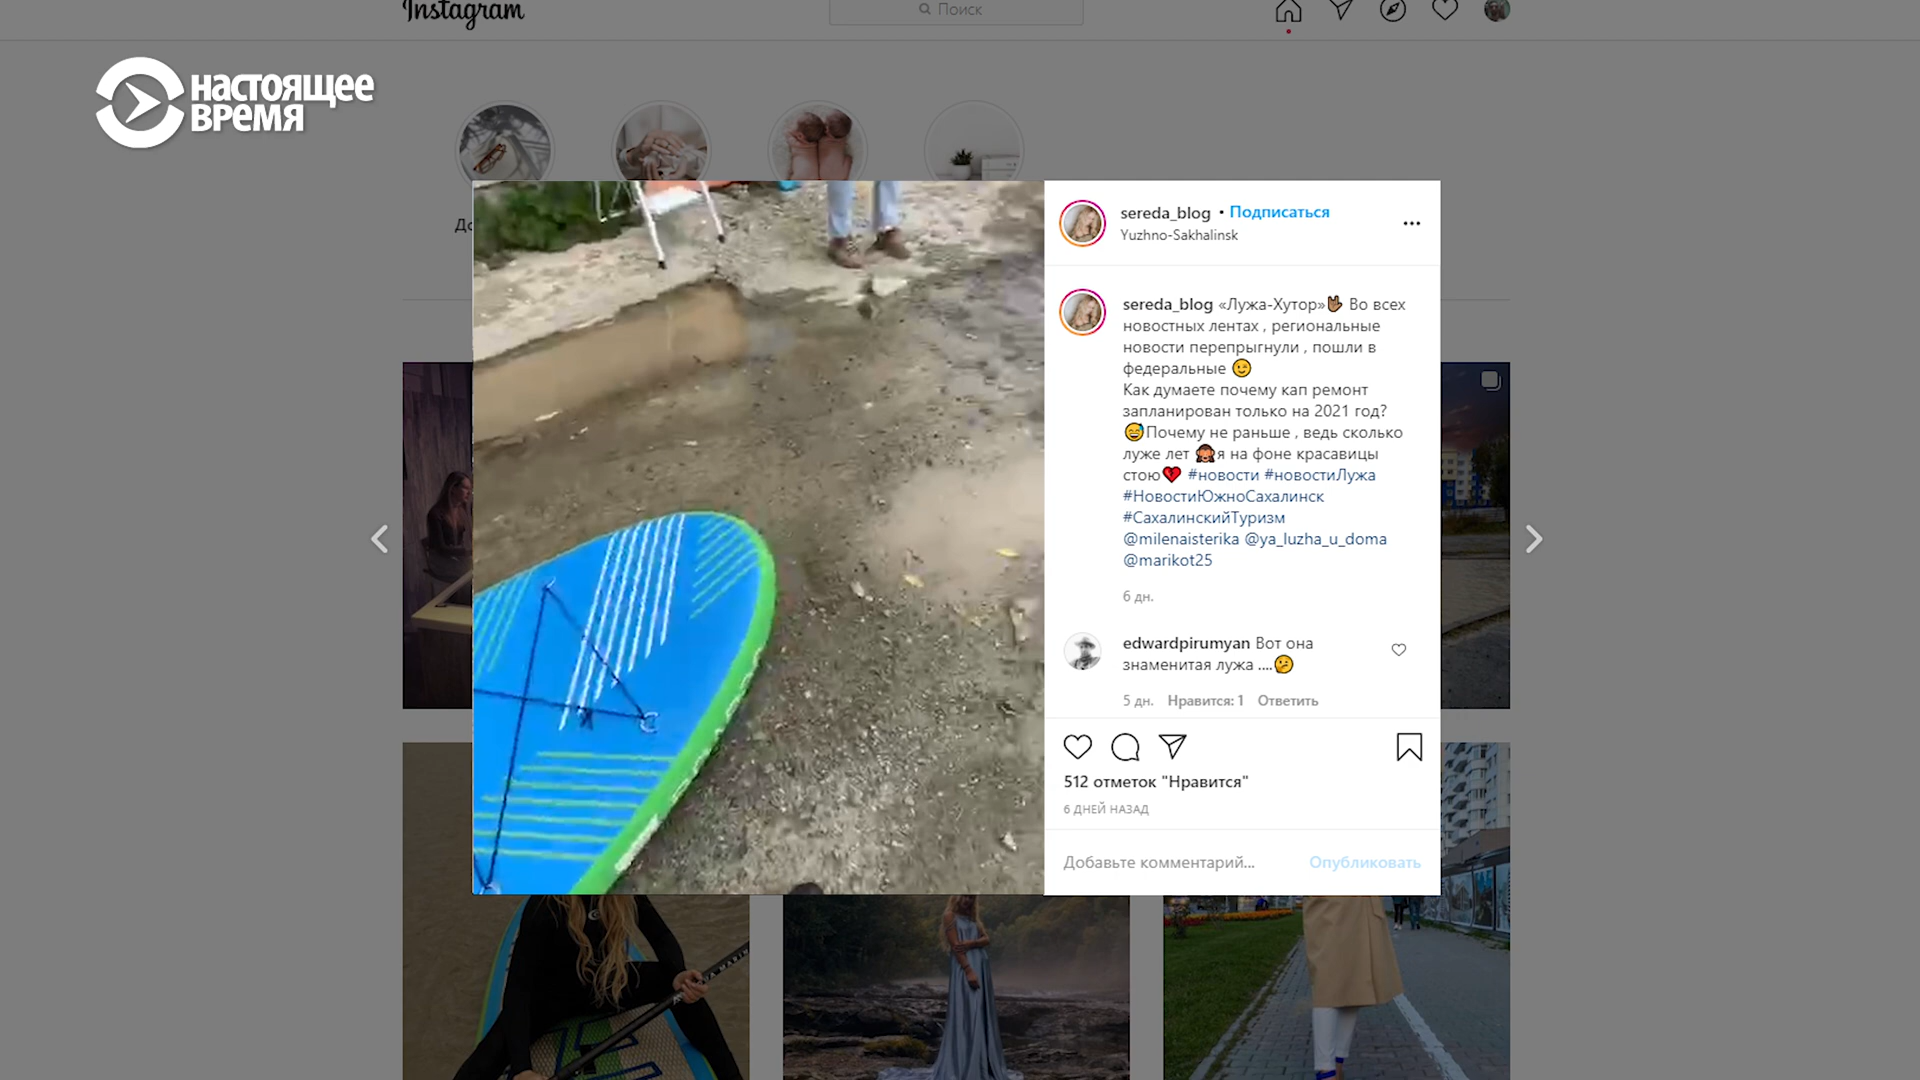 Instagram
Поиск
НАСТОЯЩЕЕ
ВРЕМЯ
sereda_blog • Подписаться
Yuzhno-Sakhalinsk
sereda_blog «Лужа-Хутор»🤟🏽 Во всех
новостных лентах , региональные
новости перепрыгнули , пошли в
федеральные 😉
Как думаете почему кап ремонт
запланирован только на 2021 год?
😅Почему не раньше , ведь сколько
луже лет 🙊я на фоне красавицы
стою💔 #новости #новостиЛужа
#НовостиЮжноСахалинск
#СахалинскийТуризм
@milenaisterika @ya_luzha_u_doma
@marikot25
6 дн.
edwardpirumyan Вот она
знаменитая лужа ....🤔
5 дн. Нравится: 1 Ответить
512 отметок "Нравится"
6 ДНЕЙ НАЗАД
Добавьте комментарий... Опубликовать